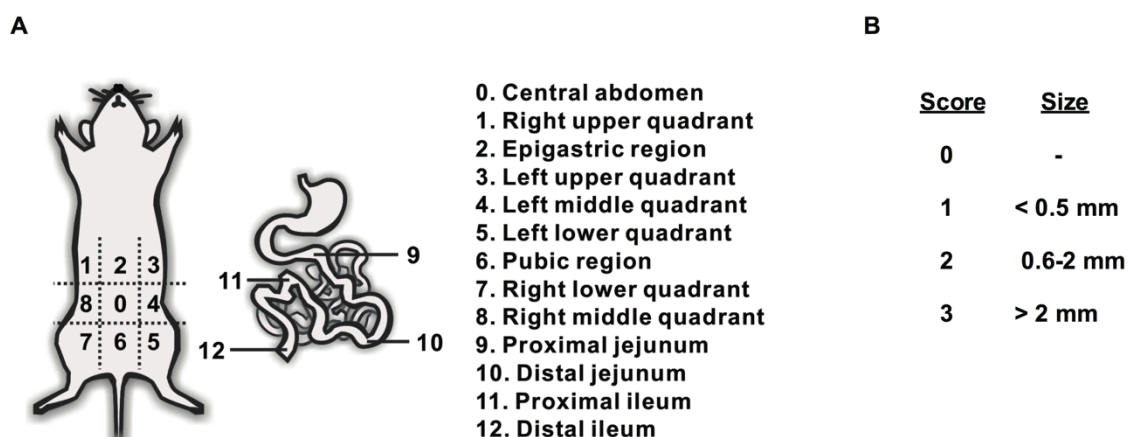 A
B
1 2 3
8 0 4
7 6 5
9
11
12
10
0. Central abdomen
1. Right upper quadrant
2. Epigastric region
3. Left upper quadrant
4. Left middle quadrant
5. Left lower quadrant
6. Pubic region
7. Right lower quadrant
8. Right middle quadrant
9. Proximal jejunum
10. Distal jejunum
11. Proximal ileum
12. Distal ileum
Score Size
0 -
1 < 0.5 mm
2 0.6-2 mm
3 > 2 mm